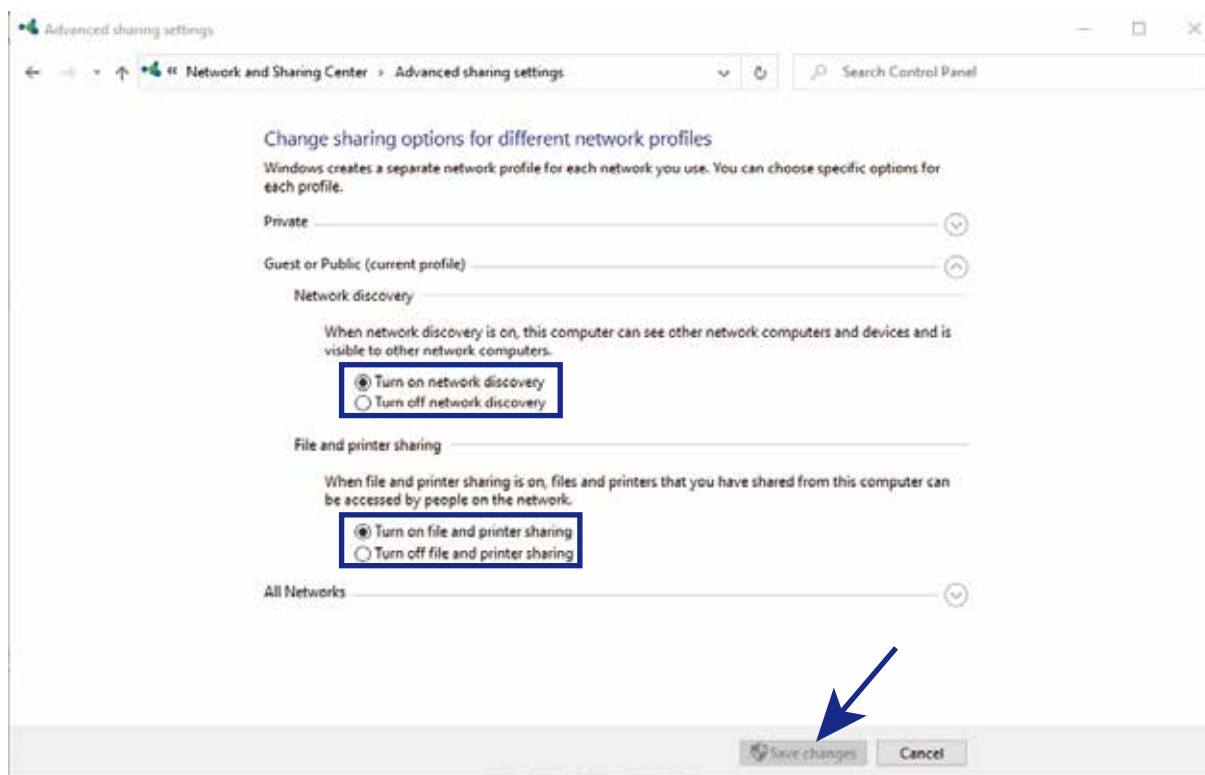 Advanced sharing settings
« Network and Sharing Center › Advanced sharing settings
Search Control Panel
Change sharing options for different network profiles
Windows creates a separate network profile for each network you use. You can choose specific options for
each profile.
Private
Guest or Public (current profile)
Network discovery
When network discovery is on, this computer can see other network computers and devices and is
visible to other network computers.
Turn on network discovery
Turn off network discovery
File and printer sharing
When file and printer sharing is on, files and printers that you have shared from this computer can
be accessed by people on the network.
Turn on file and printer sharing
Turn off file and printer sharing
All Networks
Save changes
Cancel